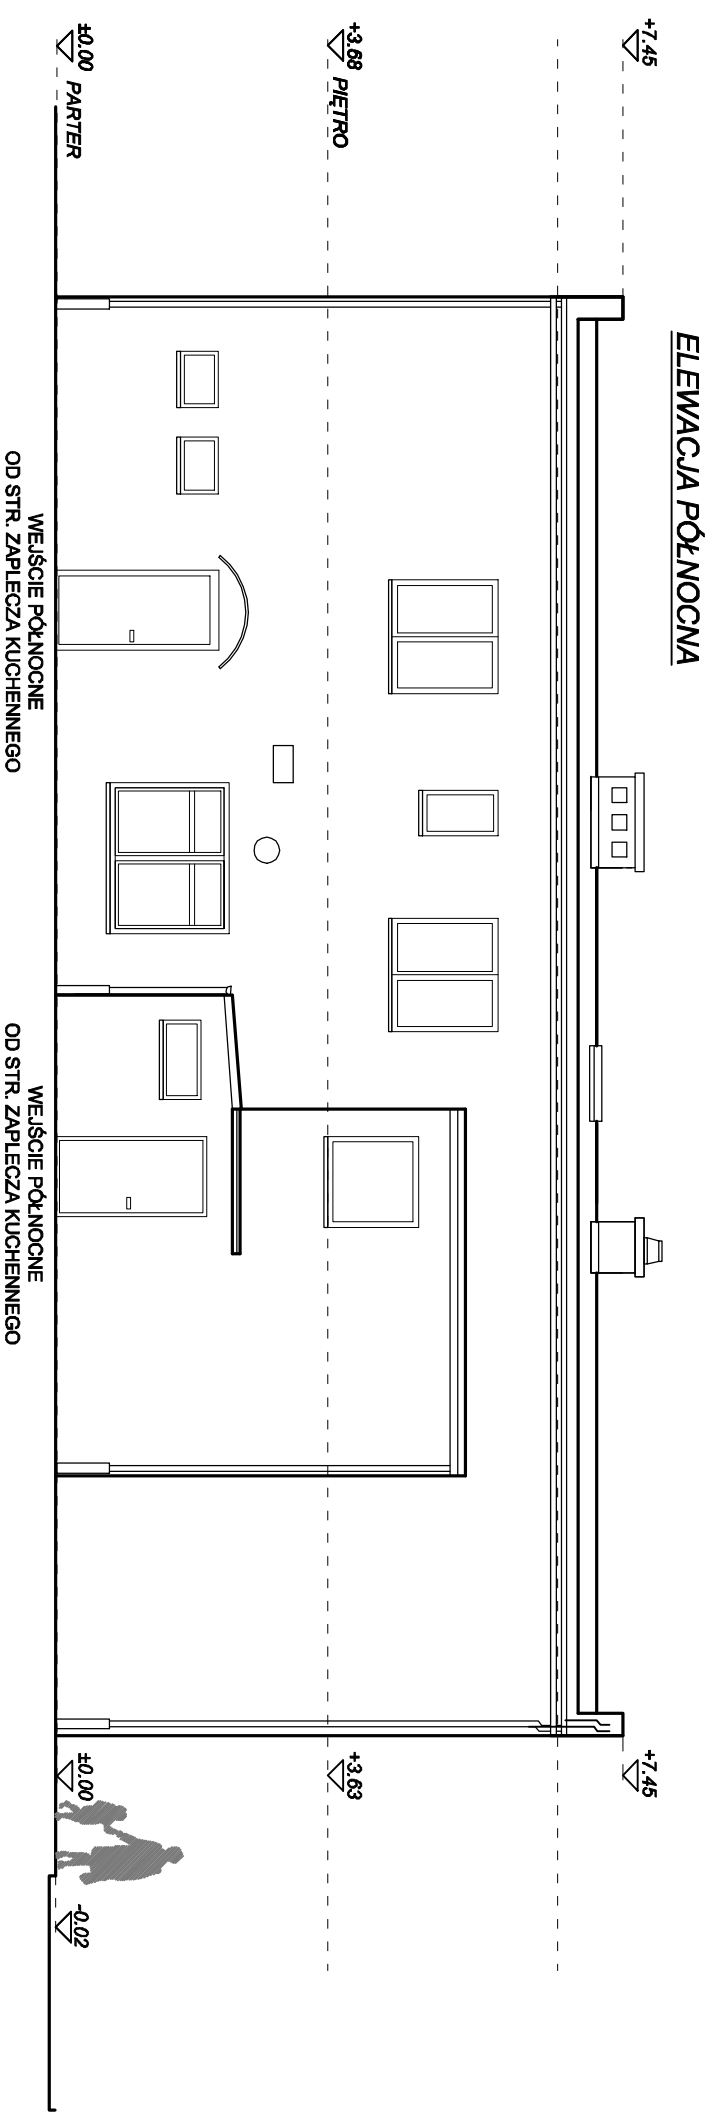 ELEWACJA PÓŁNOCNA
+7.45
+7.45
+3.68
PIĘTRO
+3.63
±0.00
PARTER
±0.00
-0.02
WEJŚCIE PÓŁNOCNE
OD STR. ZAPLECZA KUCHENNEGO
WEJŚCIE PÓŁNOCNE
OD STR. ZAPLECZA KUCHENNEGO